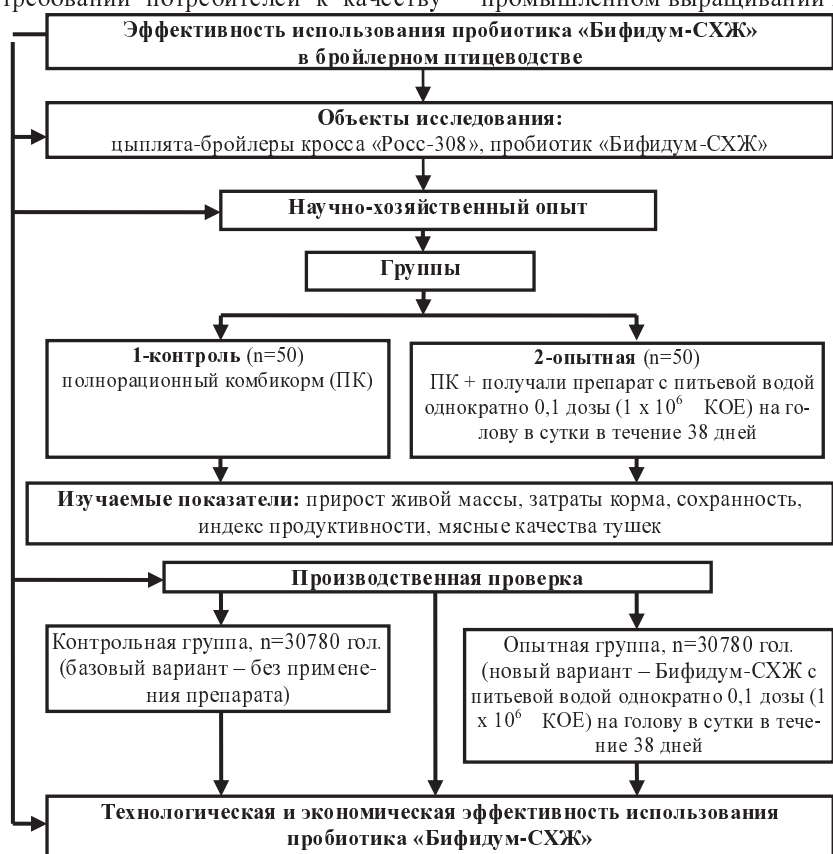 требований потребителей к качеству промышленном выращивании
Эффективность использования пробиотика «Бифидум-СХЖ»
в бройлерном птицеводстве
Объекты исследования:
цыплята-бройлеры кросса «Росс-308», пробиотик «Бифидум-СХЖ»
Научно-хозяйственный опыт
Группы
1-контроль (n=50)
полнорационный комбикорм (ПК)
2-опытная (n=50)
ПК + получали препарат с питьевой водой
однократно 0,1 дозы (1 х 10⁶ КОЕ) на го-
лову в сутки в течение 38 дней
Изучаемые показатели: прирост живой массы, затраты корма, сохранность,
индекс продуктивности, мясные качества тушек
Производственная проверка
Контрольная группа, n=30780 гол.
(базовый вариант – без примене-
ния препарата)
Опытная группа, n=30780 гол.
(новый вариант – Бифидум-СХЖ с
питьевой водой однократно 0,1 дозы (1
х 10⁶ КОЕ) на голову в сутки в тече-
ние 38 дней
Технологическая и экономическая эффективность использования
пробиотика «Бифидум-СХЖ»